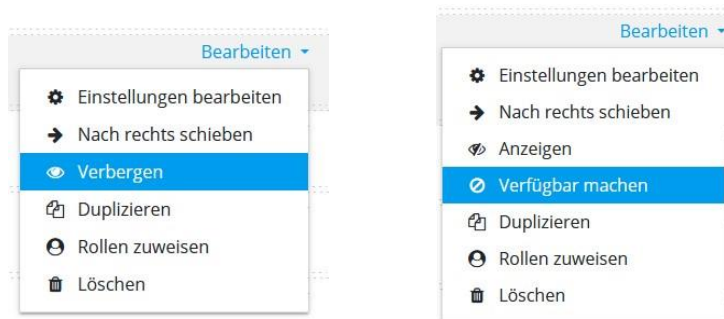 Bearbeiten
Einstellungen bearbeiten
Nach rechts schieben
Verbergen
Duplizieren
Rollen zuweisen
Löschen
Bearbeiten
Einstellungen bearbeiten
Nach rechts schieben
Anzeigen
Verfügbar machen
Duplizieren
Rollen zuweisen
Löschen